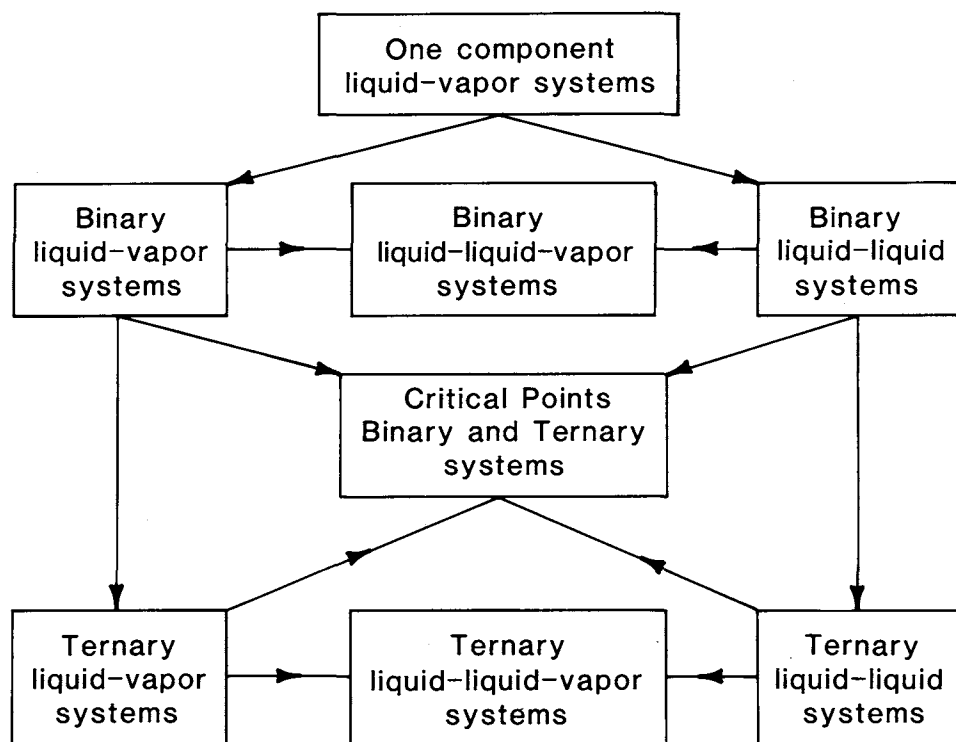 One component
liquid-vapor systems
Binary
liquid-vapor
systems
Binary
liquid-liquid-vapor
systems
Binary
liquid-liquid
systems
Critical Points
Binary and Ternary
systems
Ternary
liquid-vapor
systems
Ternary
liquid-liquid-vapor
systems
Ternary
liquid-liquid
systems